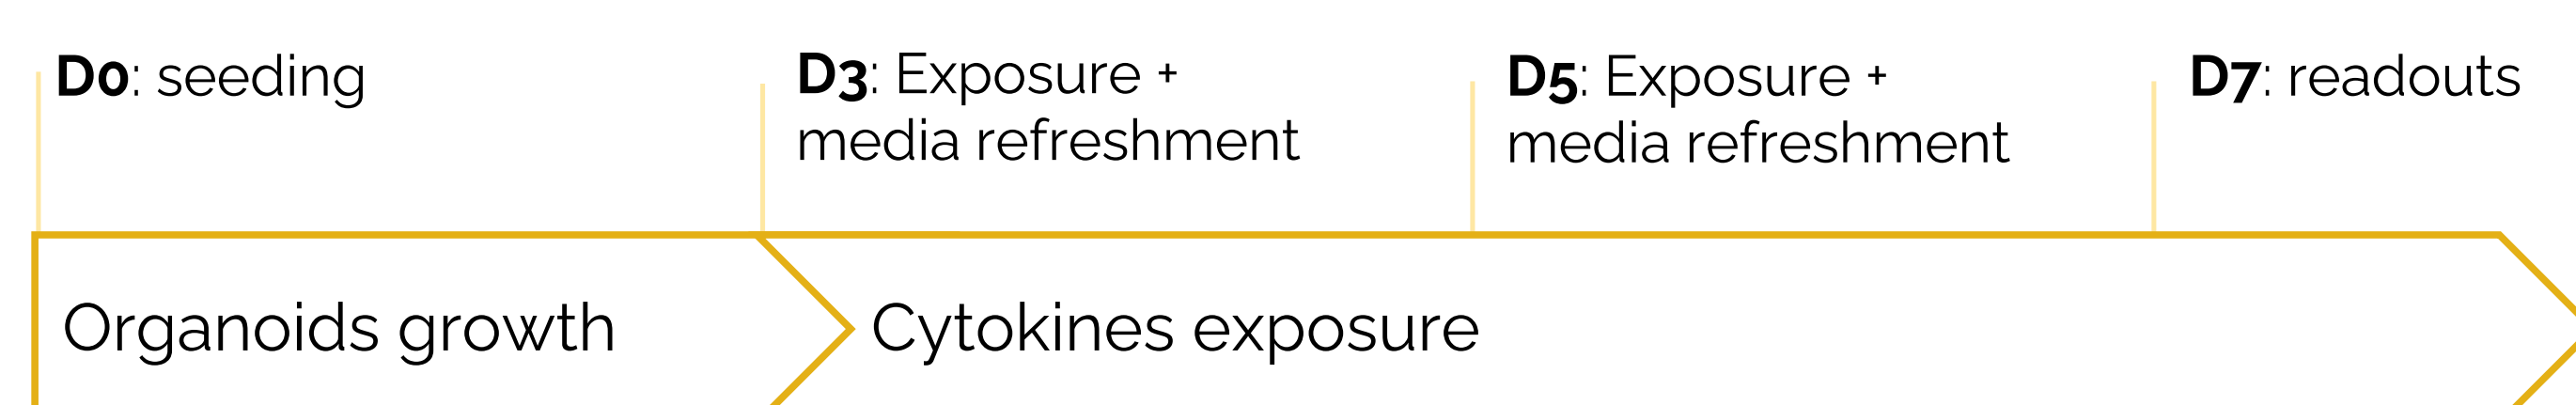 D0: seeding
D3: Exposure +
media refreshment
D5: Exposure +
media refreshment
D7: readouts
Organoids growth
Cytokines exposure